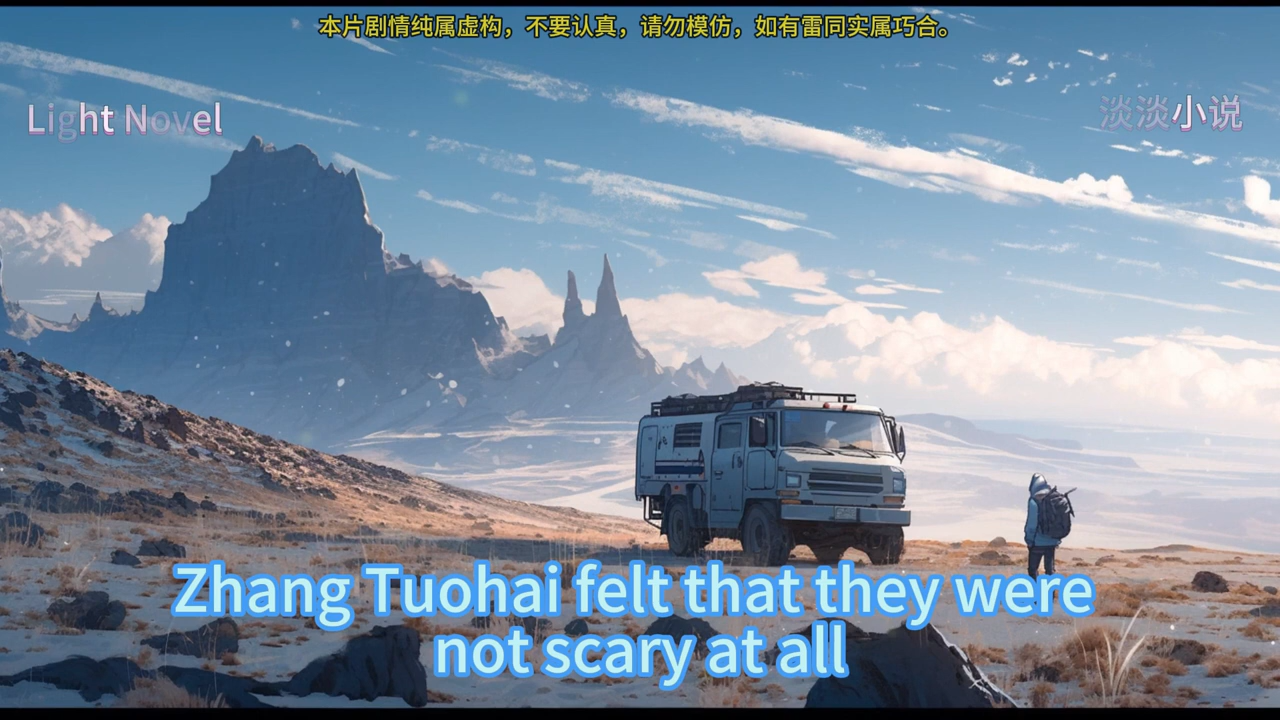 本片剧情纯属虚构，不要认真，请勿模仿，如有雷同实属巧合。
Light Novel
淡淡小说
Zhang Tuohai felt that they were
not scary at all